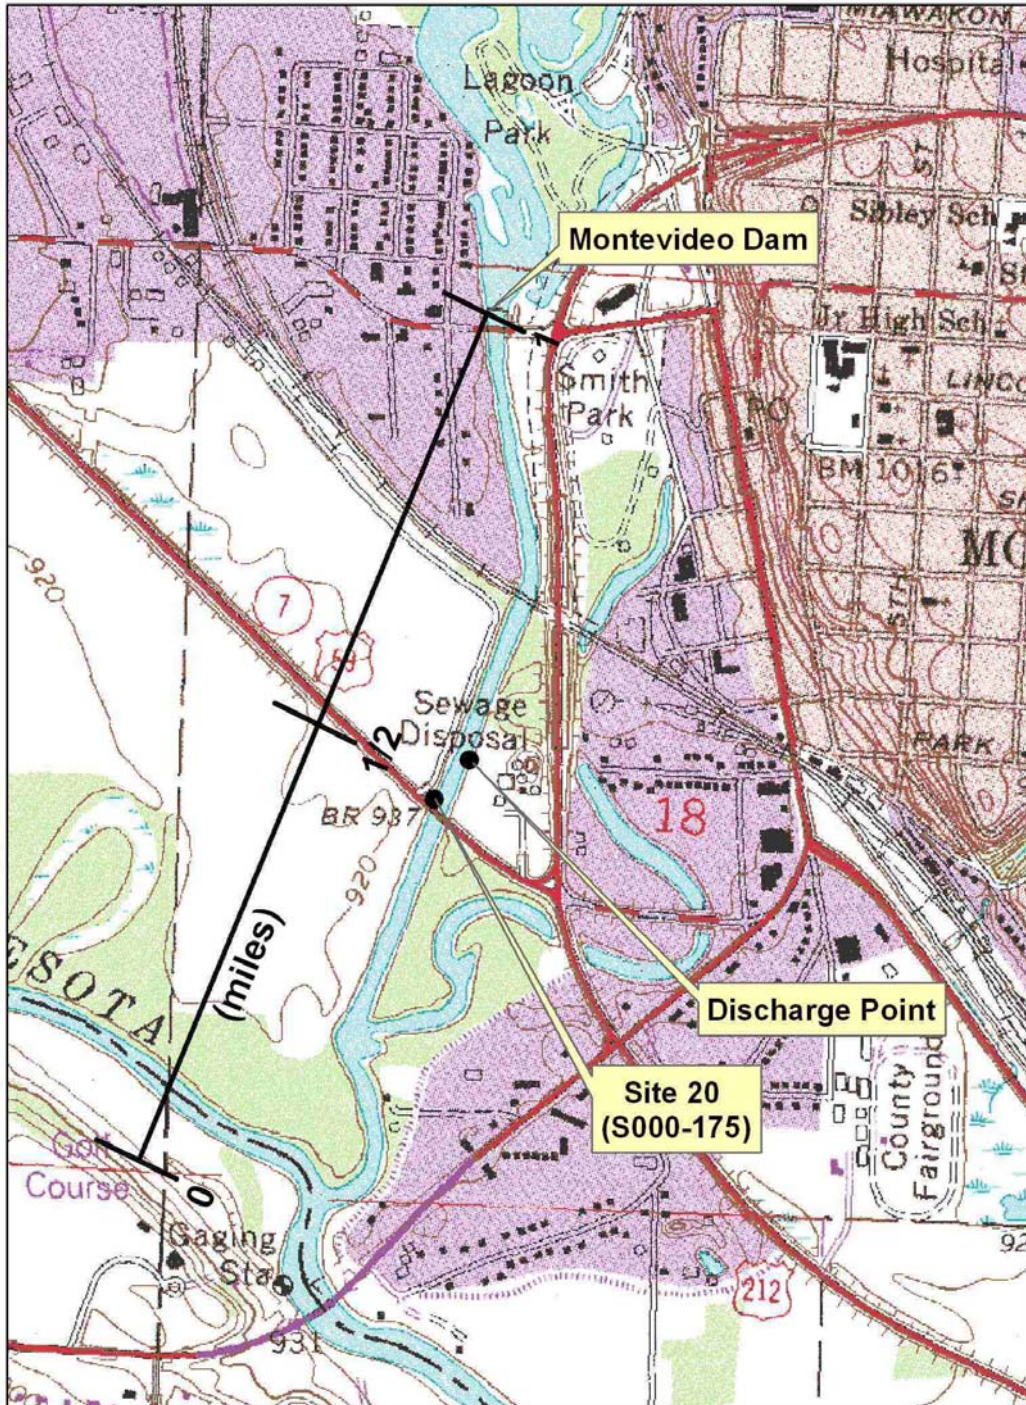 MIAWAKON
Hospital
Lagoon
Park
ST
Sibley Sch
Montevideo Dam
Jr High Sch
1
Smith
Park
LINCO
PO
BM 1016
920
MO
7
59
5TH
Sewage
Disposal
PARK
1/2
BR 937
18
920
(miles)
ESOTA
Discharge Point
Site 20
(S000-175)
County
Fairground
Golf
Course
0
Gaging
Sta
212
931